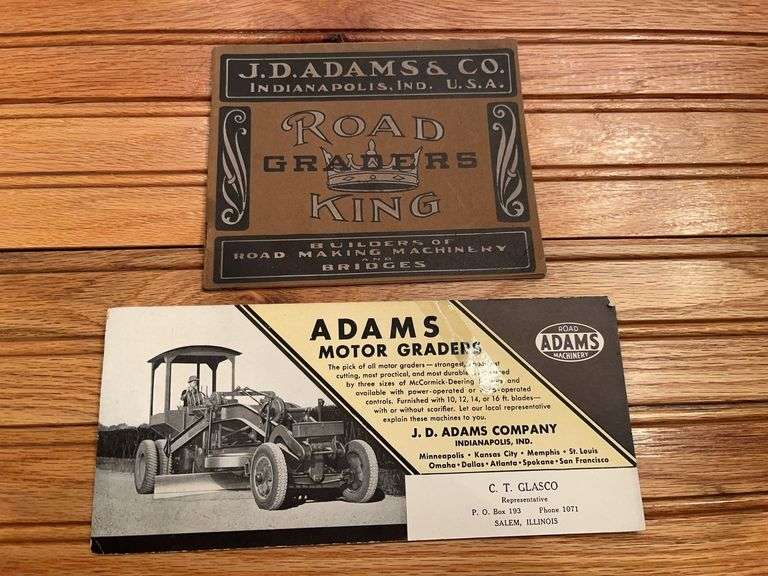 J.D. ADAMS & CO.
INDIANAPOLIS, IND. U.S.A.
ROAD
GRADERS
KING
BUILDERS OF
ROAD MAKING MACHINERY
AND
BRIDGES
ADAMS
MOTOR GRADERS
The pick of all motor graders—strongest,
cutting, most practical, and most durable
by three sizes of McCormick-Deering and
available with power-operated or -operated
controls. Furnished with 10, 12, 14, or 16 ft. blades—
with or without scarifier. Let our local representative
explain these machines to you.
J. D. ADAMS COMPANY
INDIANAPOLIS, IND.
Minneapolis • Kansas City • Memphis • St. Louis
Omaha • Dallas • Atlanta • Spokane • San Francisco
ROAD
ADAMS
MACHINERY
C. T. GLASCO
Representative
P. O. Box 193 Phone 1071
SALEM, ILLINOIS